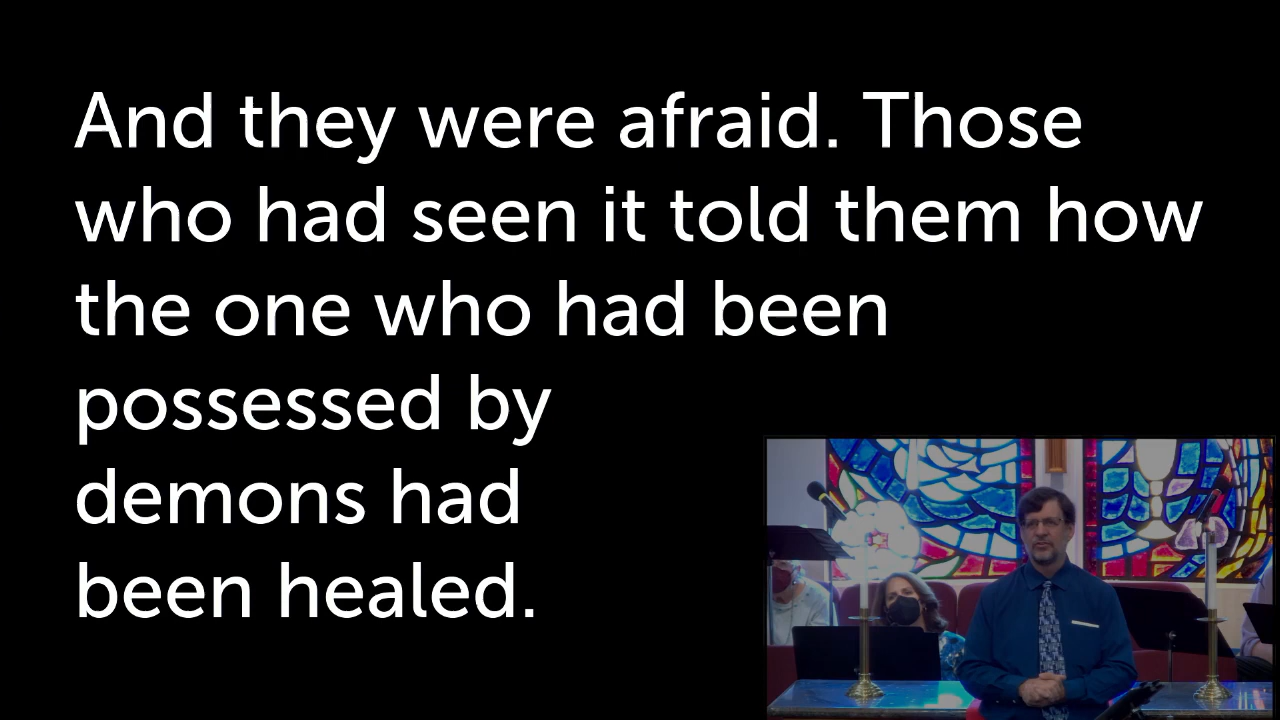 And they were afraid. Those
who had seen it told them how
the one who had been
possessed by
demons had
been healed.